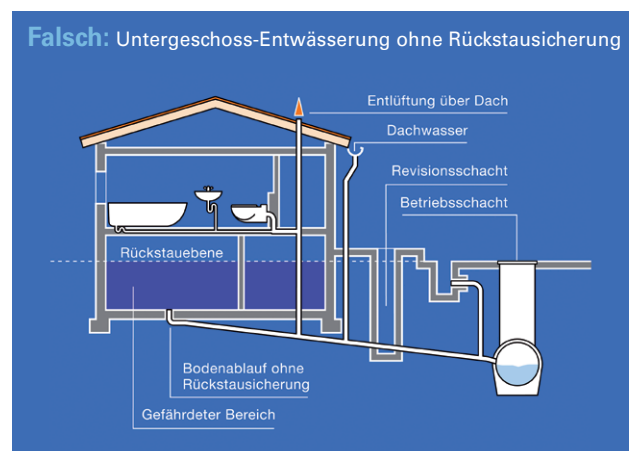 Falsch: Untergeschoss-Entwässerung ohne Rückstausicherung
Entlüftung über Dach
Dachwasser
Revisionsschacht
Betriebsschacht
Rückstauebene
Bodenablauf ohne
Rückstausicherung
Gefährdeter Bereich